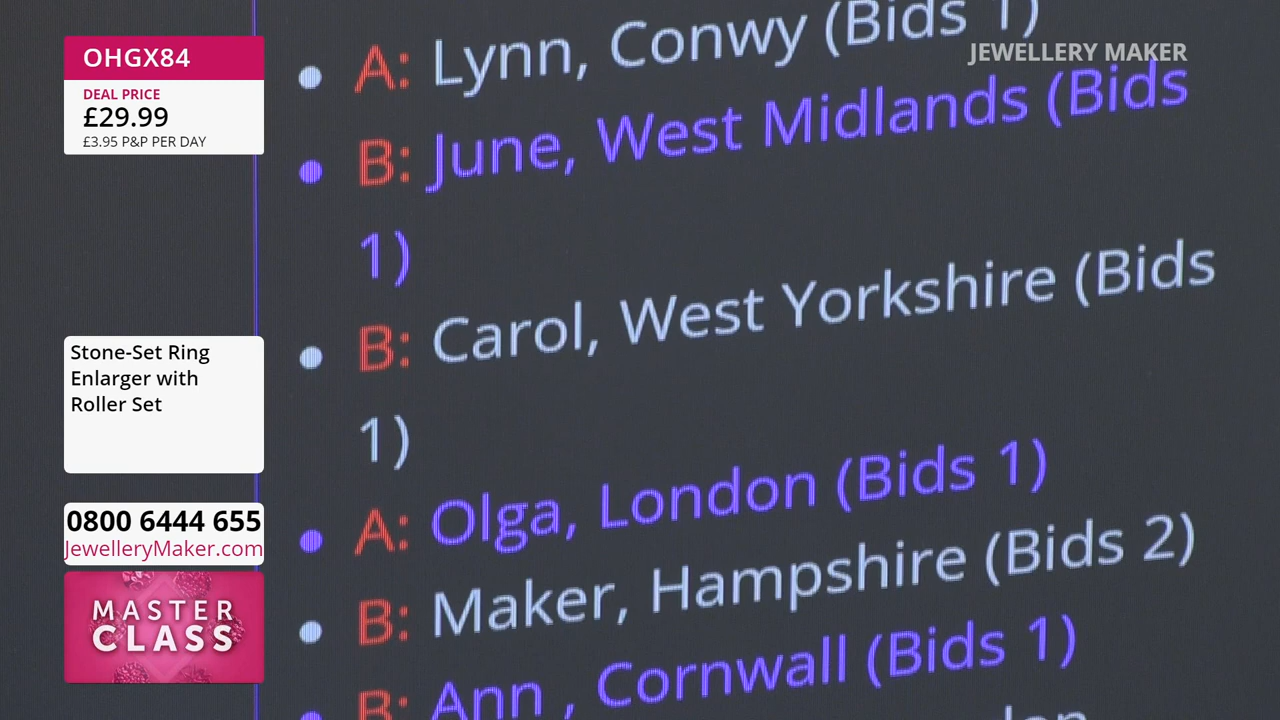 OHGX84
DEAL PRICE
£29.99
£3.95 P&P PER DAY
Stone-Set Ring
Enlarger with
Roller Set
0800 6444 655
JewelleryMaker.com
MASTER
CLASS
JEWELLERY MAKER
A: Lynn, Conwy (Bids 1)
B: June, West Midlands (Bids
1)
B: Carol, West Yorkshire (Bids
1)
A: Olga, London (Bids 1)
B: Maker, Hampshire (Bids 2)
B: Ann , Cornwall (Bids 1)